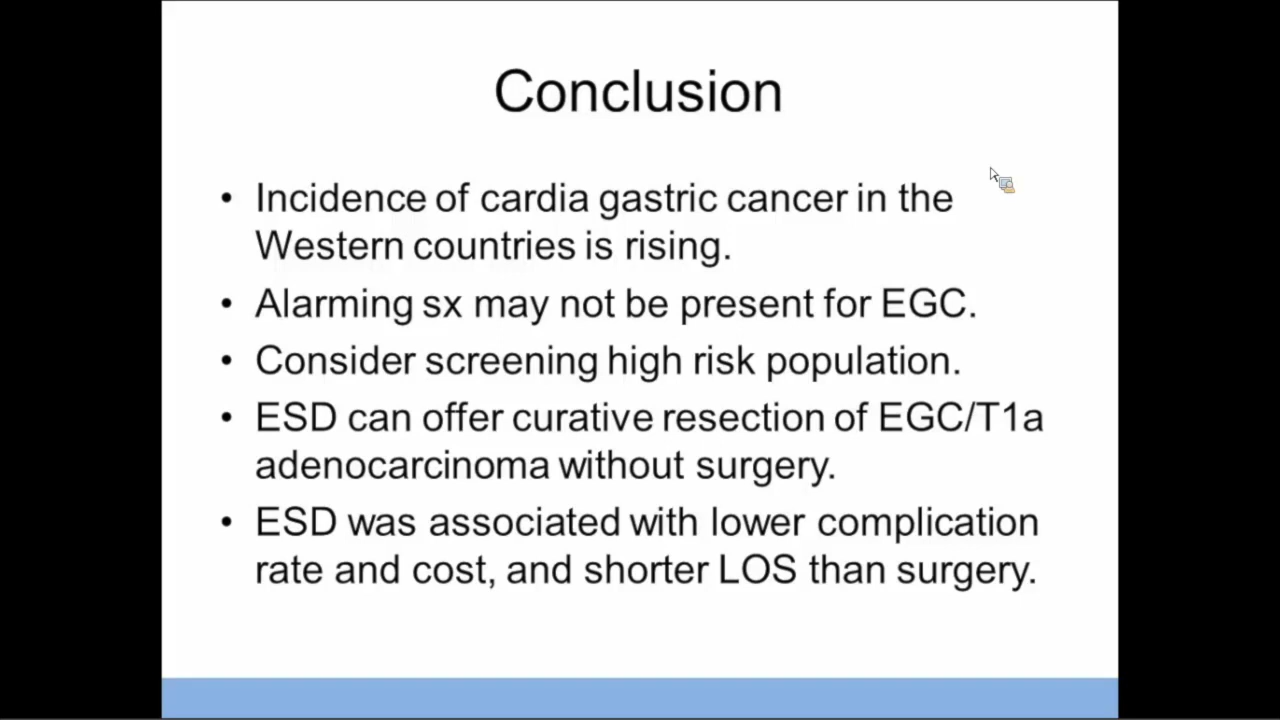 Conclusion
• Incidence of cardia gastric cancer in the
Western countries is rising.
• Alarming sx may not be present for EGC.
• Consider screening high risk population.
• ESD can offer curative resection of EGC/T1a
adenocarcinoma without surgery.
• ESD was associated with lower complication
rate and cost, and shorter LOS than surgery.